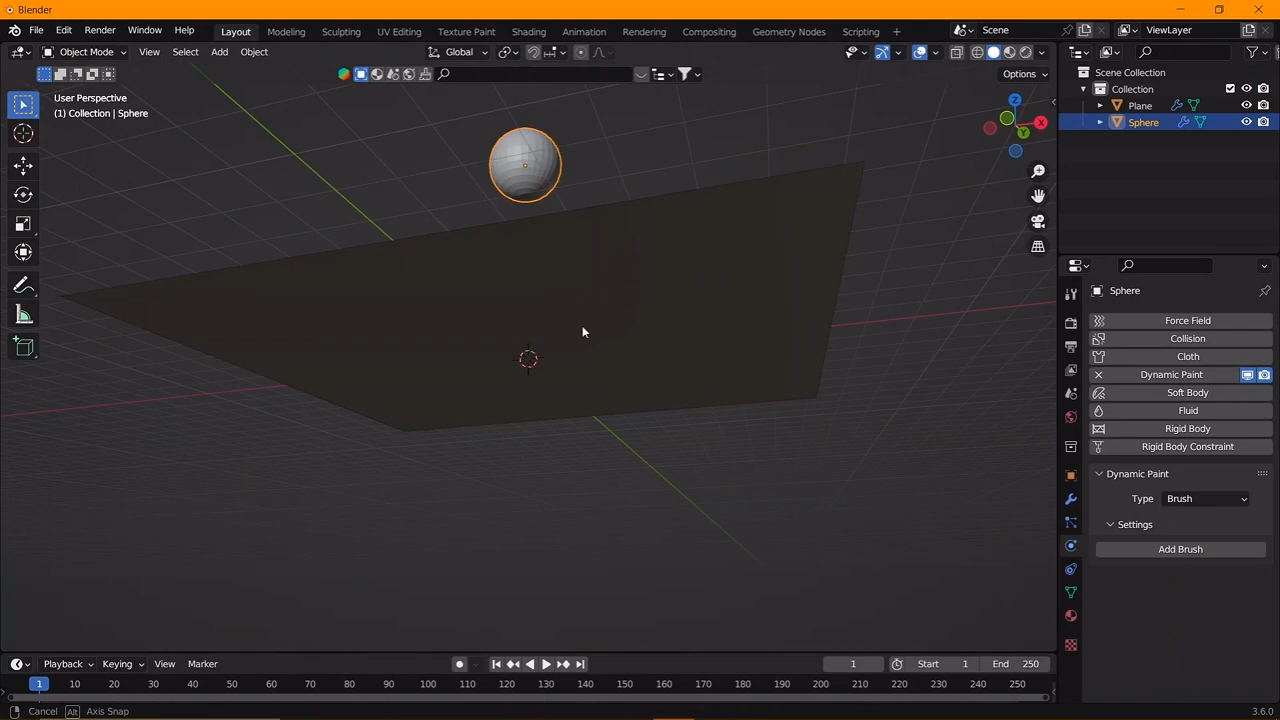 Blender
File Edit Render Window Help Layout Modeling Sculpting UV Editing Texture Paint Shading Animation Rendering Compositing Geometry Nodes Scripting + Scene ViewLayer
Object Mode View Select Add Object Global
Options
User Perspective
(1) Collection | Sphere
Z
X
Y
Scene Collection
Collection
Plane
Sphere
Sphere
Force Field
Collision
Cloth
Dynamic Paint
Soft Body
Fluid
Rigid Body
Rigid Body Constraint
Dynamic Paint
Type Brush
Settings
Add Brush
Playback Keying View Marker 1 Start 1 End 250
1 10 20 30 40 50 60 70 80 90 100 110 120 130 140 150 160 170 180 190 200 210 220 230 240 250
Cancel Alt Axis Snap 3.6.0